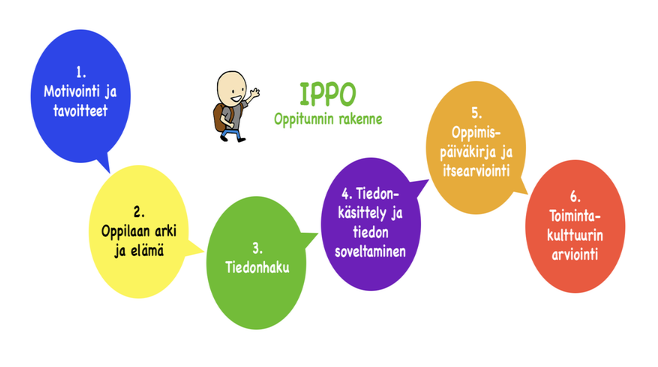 IPPO
Oppitunnin rakenne
1.
Motivointi ja
tavoitteet
2.
Oppilaan arki
ja elämä
3.
Tiedonhaku
4. Tiedon-
käsittely ja
tiedon
soveltaminen
5.
Oppimis-
päiväkirja ja
itsearviointi
6.
Toiminta-
kulttuurin
arviointi